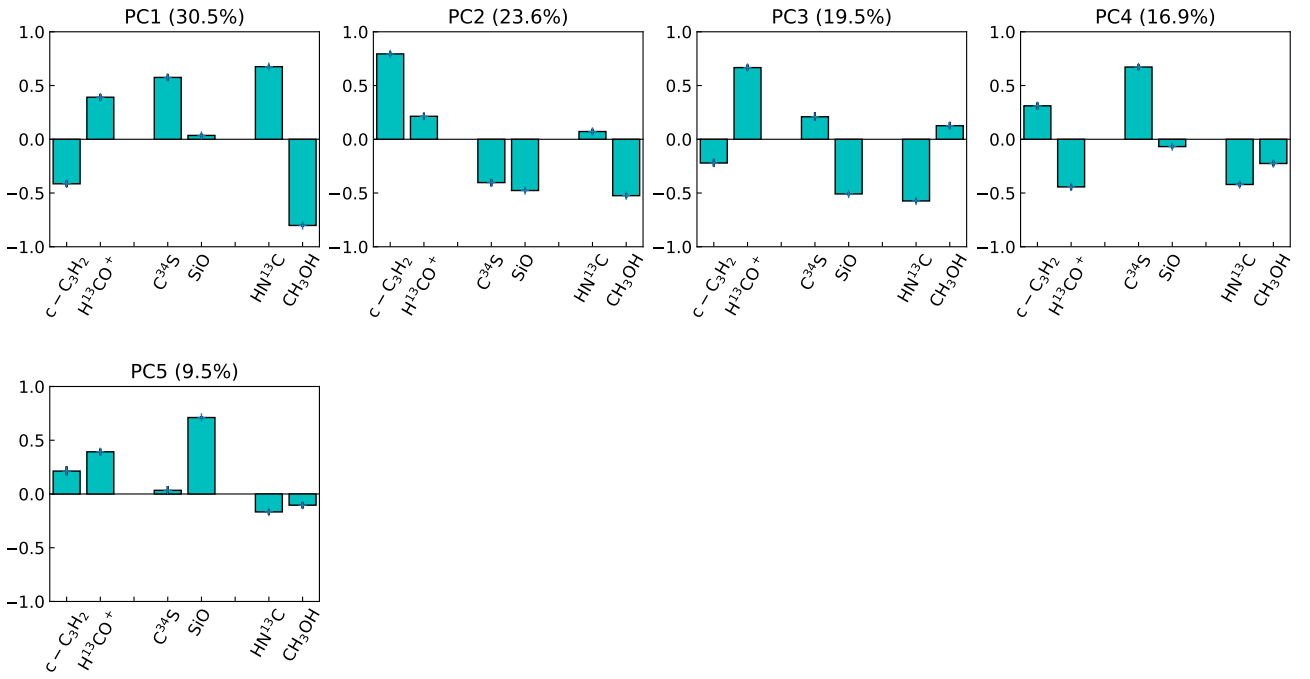 PC1 (30.5%)
1.0
0.5
0.0
−0.5
−1.0
c − C₃H₂
H¹³CO⁺
C³⁴S
SiO
HN¹³C
CH₃OH
PC2 (23.6%)
1.0
0.5
0.0
−0.5
−1.0
c − C₃H₂
H¹³CO⁺
C³⁴S
SiO
HN¹³C
CH₃OH
PC3 (19.5%)
1.0
0.5
0.0
−0.5
−1.0
c − C₃H₂
H¹³CO⁺
C³⁴S
SiO
HN¹³C
CH₃OH
PC4 (16.9%)
1.0
0.5
0.0
−0.5
−1.0
c − C₃H₂
H¹³CO⁺
C³⁴S
SiO
HN¹³C
CH₃OH
PC5 (9.5%)
1.0
0.5
0.0
−0.5
−1.0
c − C₃H₂
H¹³CO⁺
C³⁴S
SiO
HN¹³C
CH₃OH